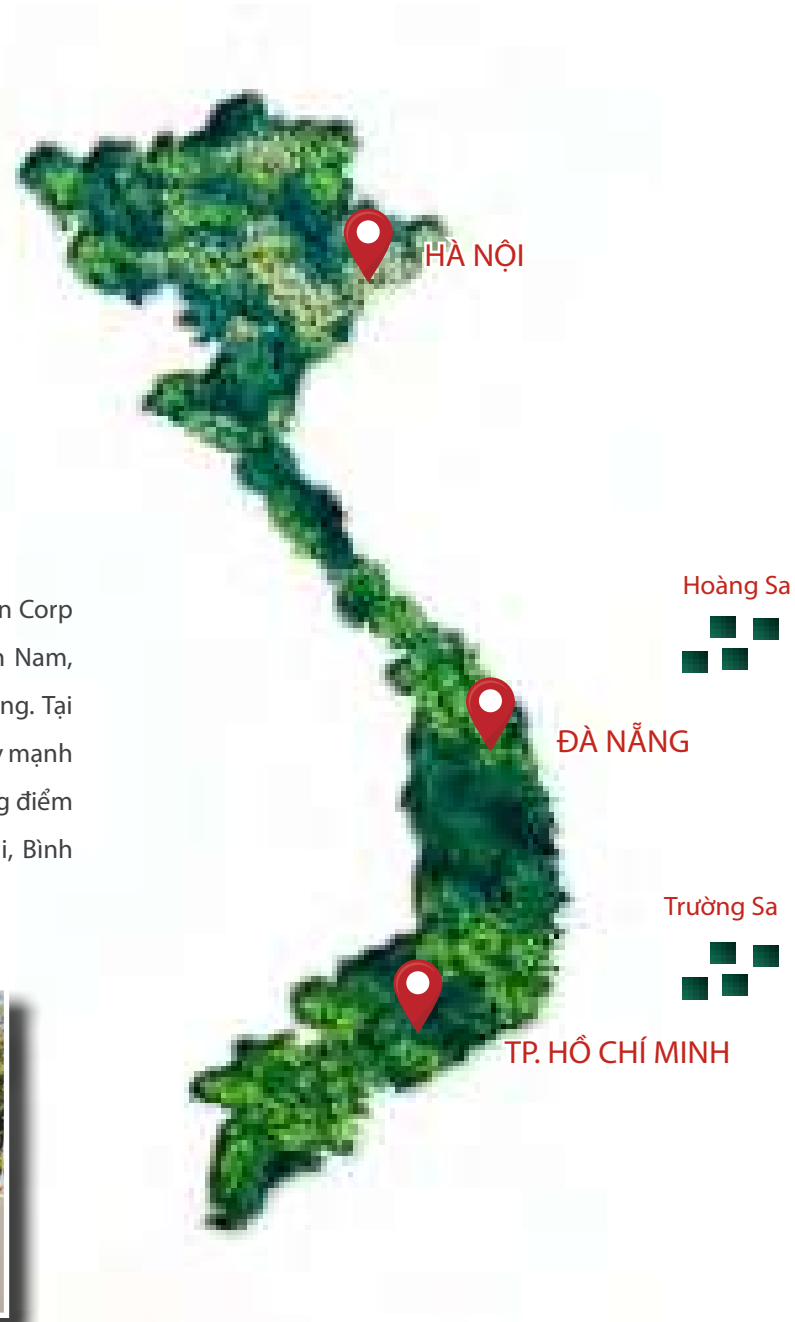 HÀ NỘI
Hoàng Sa
ĐÀ NẴNG
Trường Sa
TP. HỒ CHÍ MINH
n Corp
Nam,
ng. Tại
mạnh
điểm
i, Bình